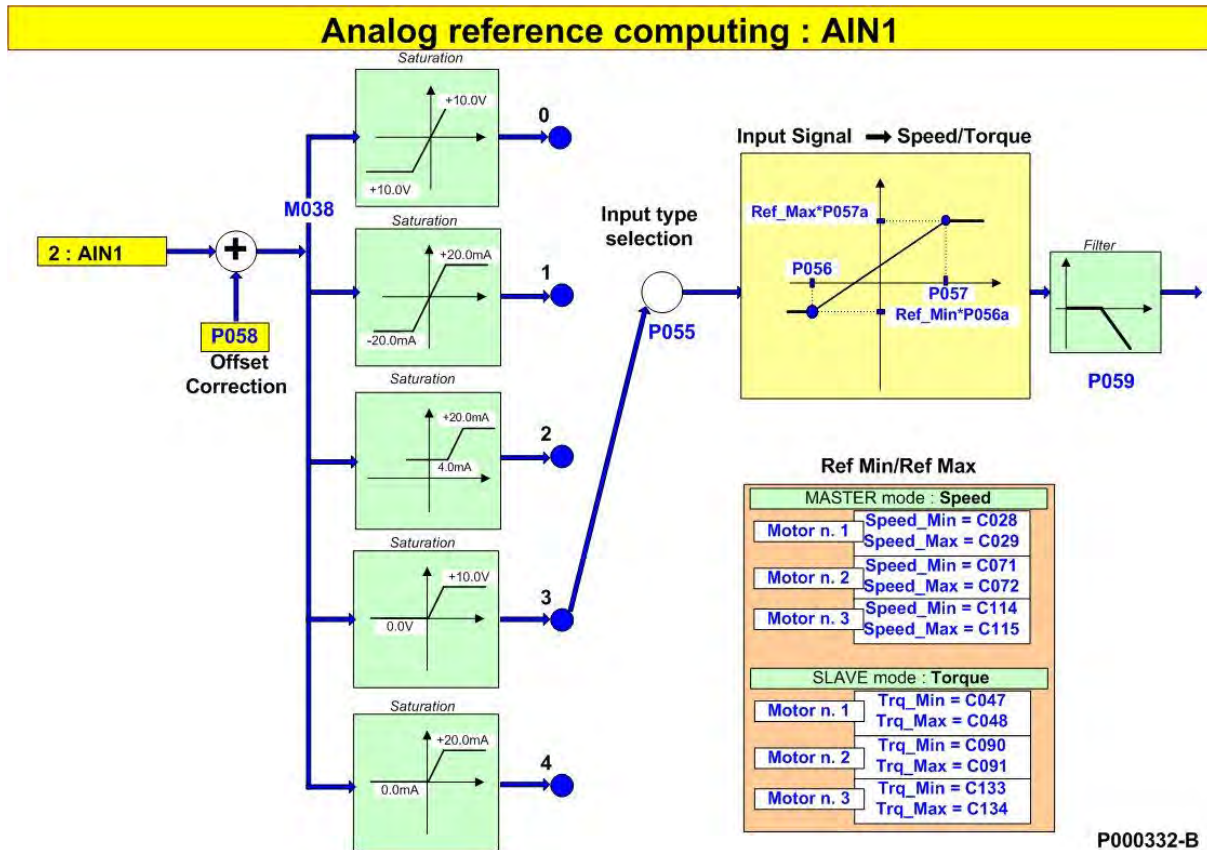 Analog reference computing : AIN1
Saturation
+10.0V
+10.0V
0
M038
2 : AIN1
+
P058
Offset
Correction
Saturation
+20.0mA
-20.0mA
1
Saturation
+20.0mA
4.0mA
2
Saturation
+10.0V
0.0V
3
Saturation
+20.0mA
0.0mA
4
Input type
selection
P055
Input Signal Speed/Torque
Ref_Max*P057a
P056
P057
Ref_Min*P056a
Filter
P059
Ref Min/Ref Max
MASTER mode : Speed
Motor n. 1
Speed_Min = C028
Speed_Max = C029
Motor n. 2
Speed_Min = C071
Speed_Max = C072
Motor n. 3
Speed_Min = C114
Speed_Max = C115
SLAVE mode : Torque
Motor n. 1
Trq_Min = C047
Trq_Max = C048
Motor n. 2
Trq_Min = C090
Trq_Max = C091
Motor n. 3
Trq_Min = C133
Trq_Max = C134
P000332-B